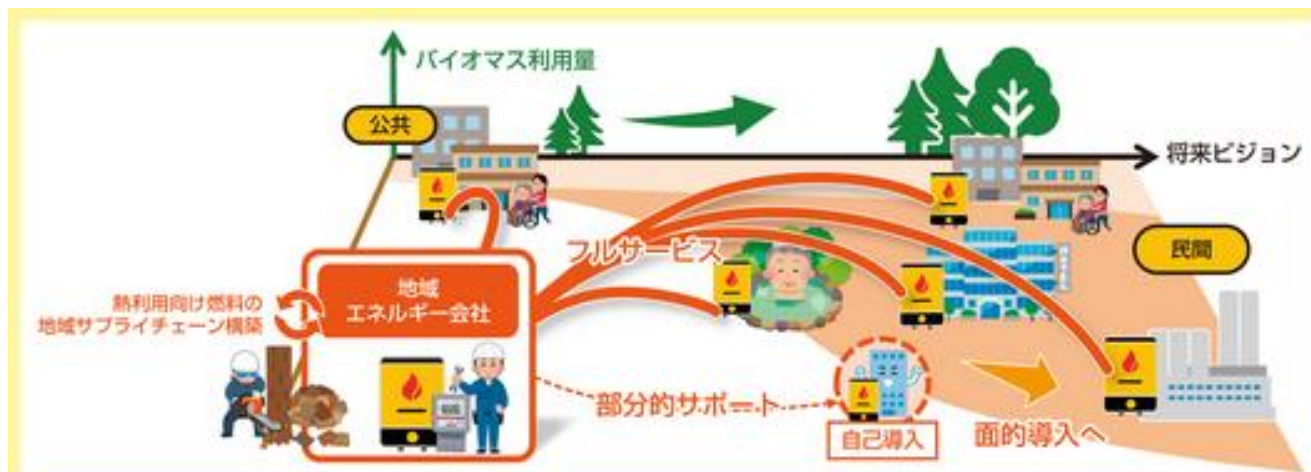 バイオマス利用量
公共
将来ビジョン
フルサービス
民間
地域
エネルギー会社
熱利用向け燃料の
地域サプライチェーン構築
部分的サポート
自己導入
面的導入へ